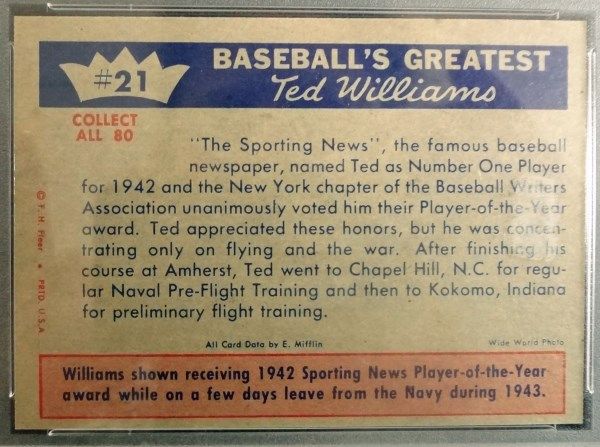 #21
BASEBALL'S GREATEST
Ted Williams
COLLECT
ALL 80
"The Sporting News", the famous baseball
newspaper, named Ted as Number One Player
for 1942 and the New York chapter of the Baseball Writers
Association unanimously voted him their Player-of-the-Year
award. Ted appreciated these honors, but he was concen-
trating only on flying and the war. After finishing his
course at Amherst, Ted went to Chapel Hill, N.C. for regu-
lar Naval Pre-Flight Training and then to Kokomo, Indiana
for preliminary flight training.
© F. H. Fleer * PRTD. U.S.A.
All Card Data by E. Mifflin
Wide World Photo
Williams shown receiving 1942 Sporting News Player-of-the-Year
award while on a few days leave from the Navy during 1943.